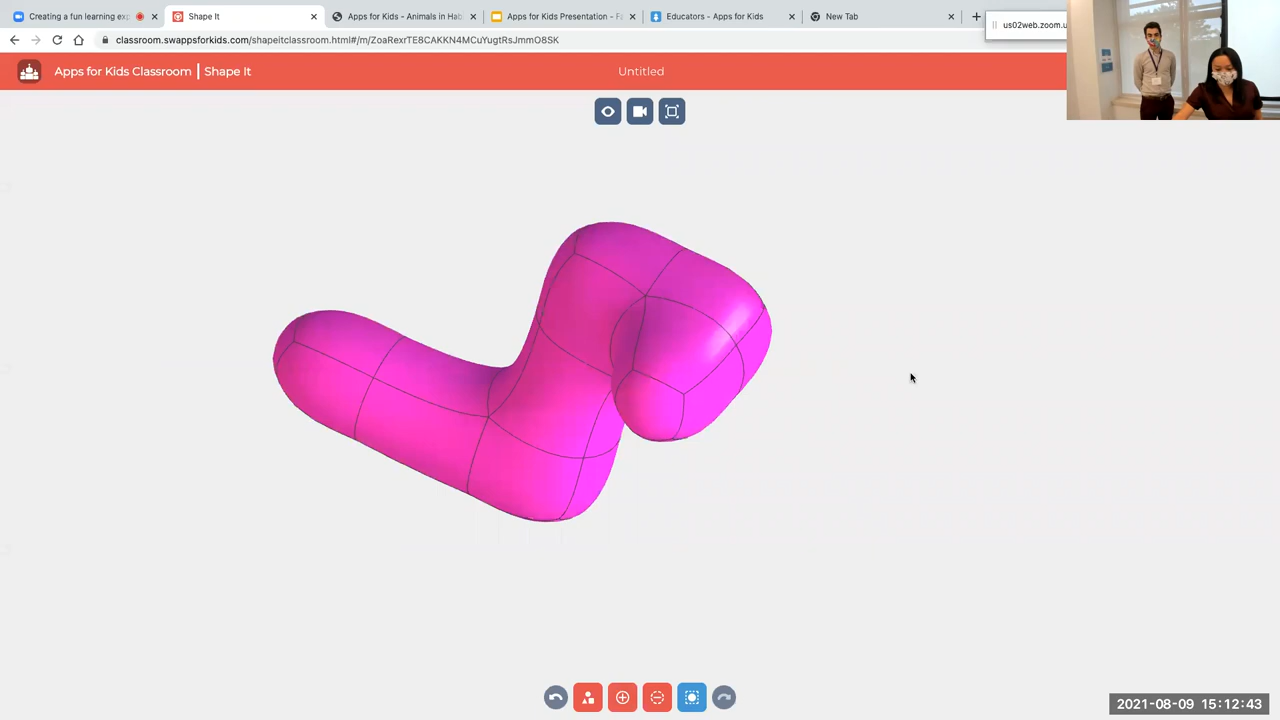 Creating a fun learning exp
Shape It
Apps for Kids - Animals in Hab
Apps for Kids Presentation - Fa
Educators - Apps for Kids
New Tab
us02web.zoom.u
classroom.swappsforkids.com/shapeitclassroom.html#/m/ZoaRexrTE8CAKKN4MCuYugtRsJmmO8SK
Apps for Kids Classroom | Shape It
Untitled
2021-08-09 15:12:43